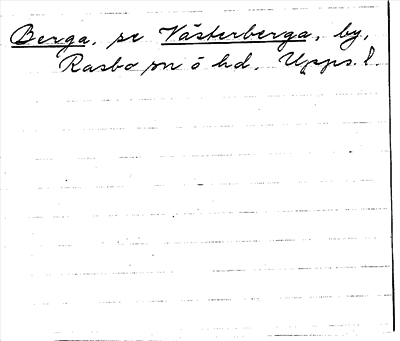 Berga, se Västerberga, by,
Rasbo sn o hd, Upps. l.